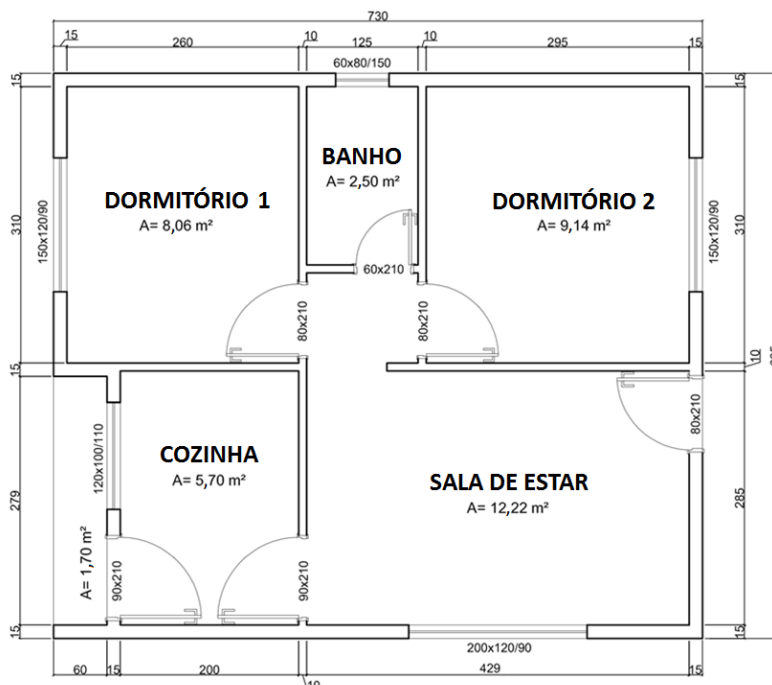 730
15
260
10
125
10
295
15
60x80/150
15
15
BANHO
A= 2,50 m²
DORMITÓRIO 1
A= 8,06 m²
DORMITÓRIO 2
A= 9,14 m²
310
150x120/90
150x120/90
310
60x210
80x210
80x210
15
10
80x210
COZINHA
A= 5,70 m²
SALA DE ESTAR
A= 12,22 m²
120x100/110
279
285
A= 1,70 m²
90x210
90x210
15
15
200x120/90
60
15
200
10
429
15